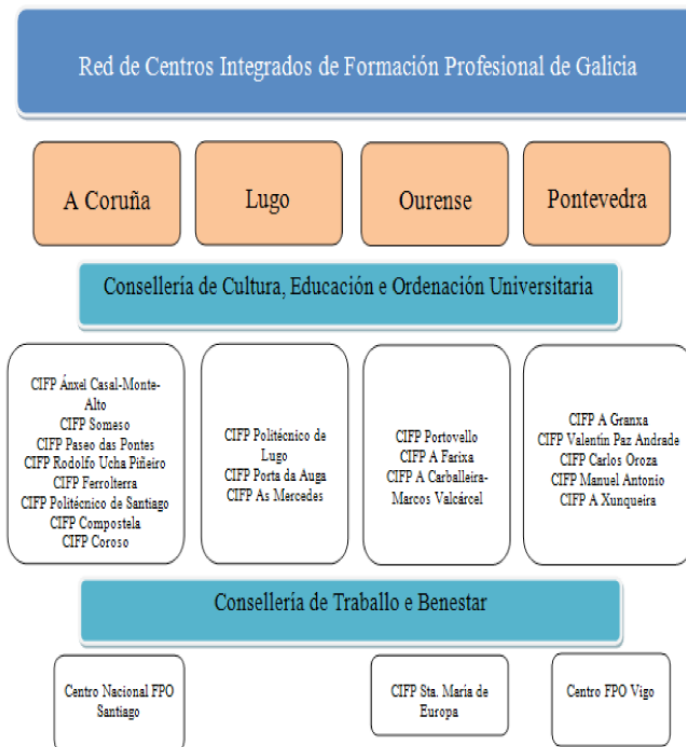 Red de Centros Integrados de Formación Profesional de Galicia
A Coruña
Lugo
Ourense
Pontevedra
Consellería de Cultura, Educación e Ordenación Universitaria
CIFP Ánxel Casal-Monte-
Alto
CIFP Someso
CIFP Paseo das Pontes
CIFP Rodolfo Ucha Piñeiro
CIFP Ferrolterra
CIFP Politécnico de Santiago
CIFP Compostela
CIFP Coroso
CIFP Politécnico de
Lugo
CIFP Porta da Auga
CIFP As Mercedes
CIFP Portovello
CIFP A Farixa
CIFP A Carballeira-
Marcos Valcárcel
CIFP A Granxa
CIFP Valentín Paz Andrade
CIFP Carlos Oroza
CIFP Manuel Antonio
CIFP A Xunqueira
Consellería de Traballo e Benestar
Centro Nacional FPO
Santiago
CIFP Sta. María de
Europa
Centro FPO Vigo